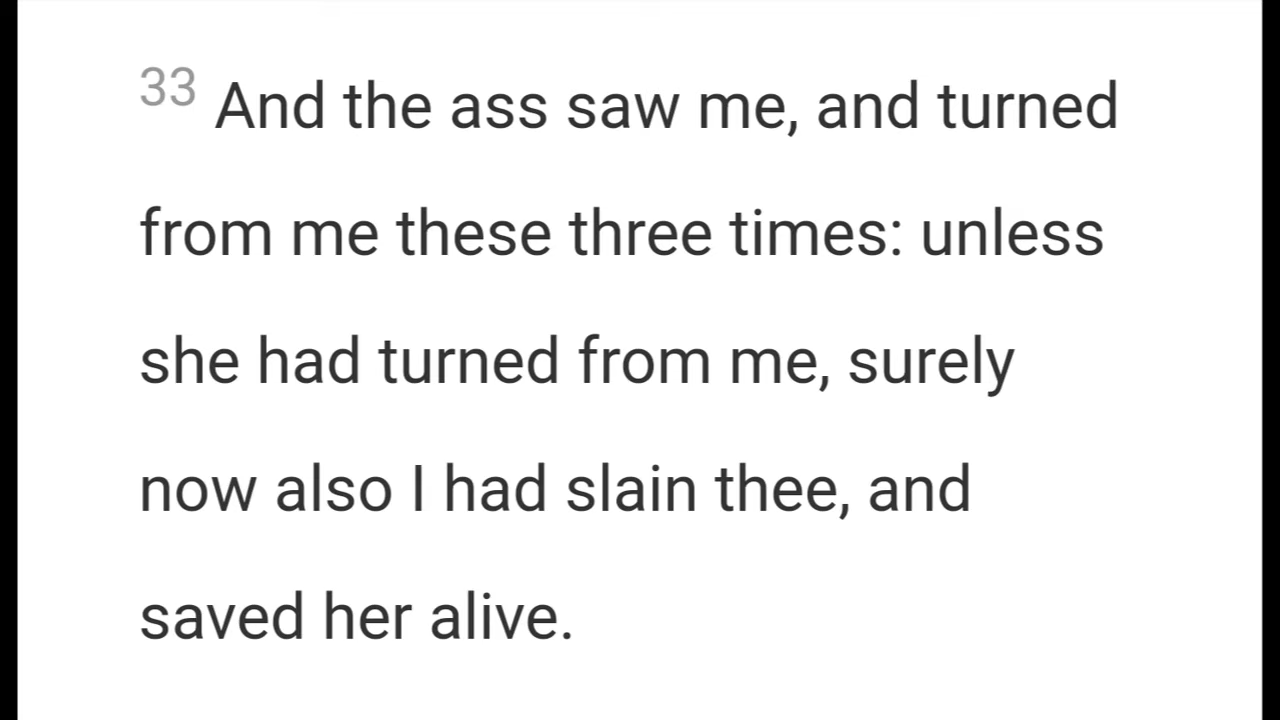 33 And the ass saw me, and turned
from me these three times: unless
she had turned from me, surely
now also I had slain thee, and
saved her alive.